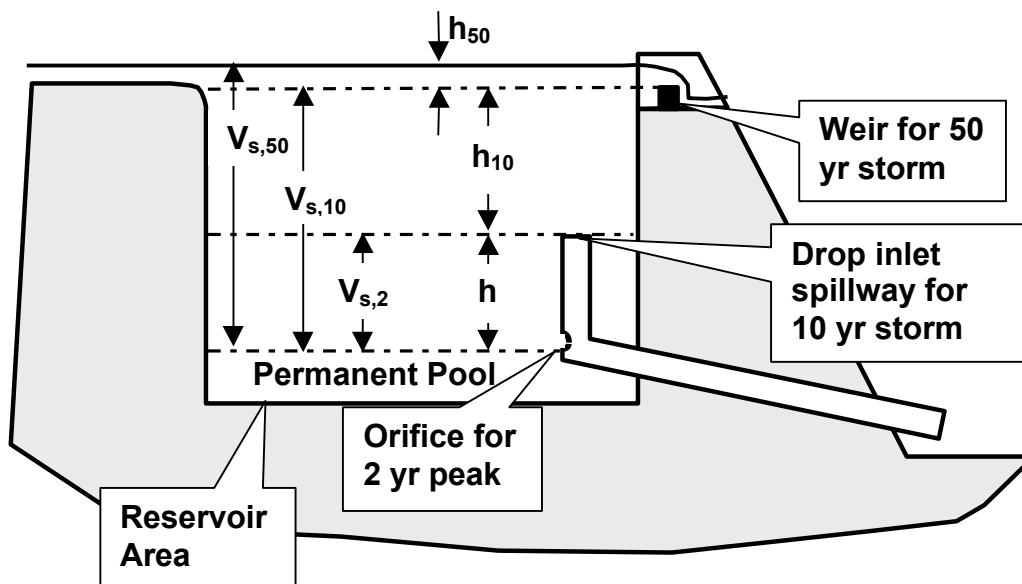 h50
Vs,50
Vs,10
h10
Weir for 50
yr storm
Vs,2
h
Drop inlet
spillway for
10 yr storm
Permanent Pool
Orifice for
2 yr peak
Reservoir
Area